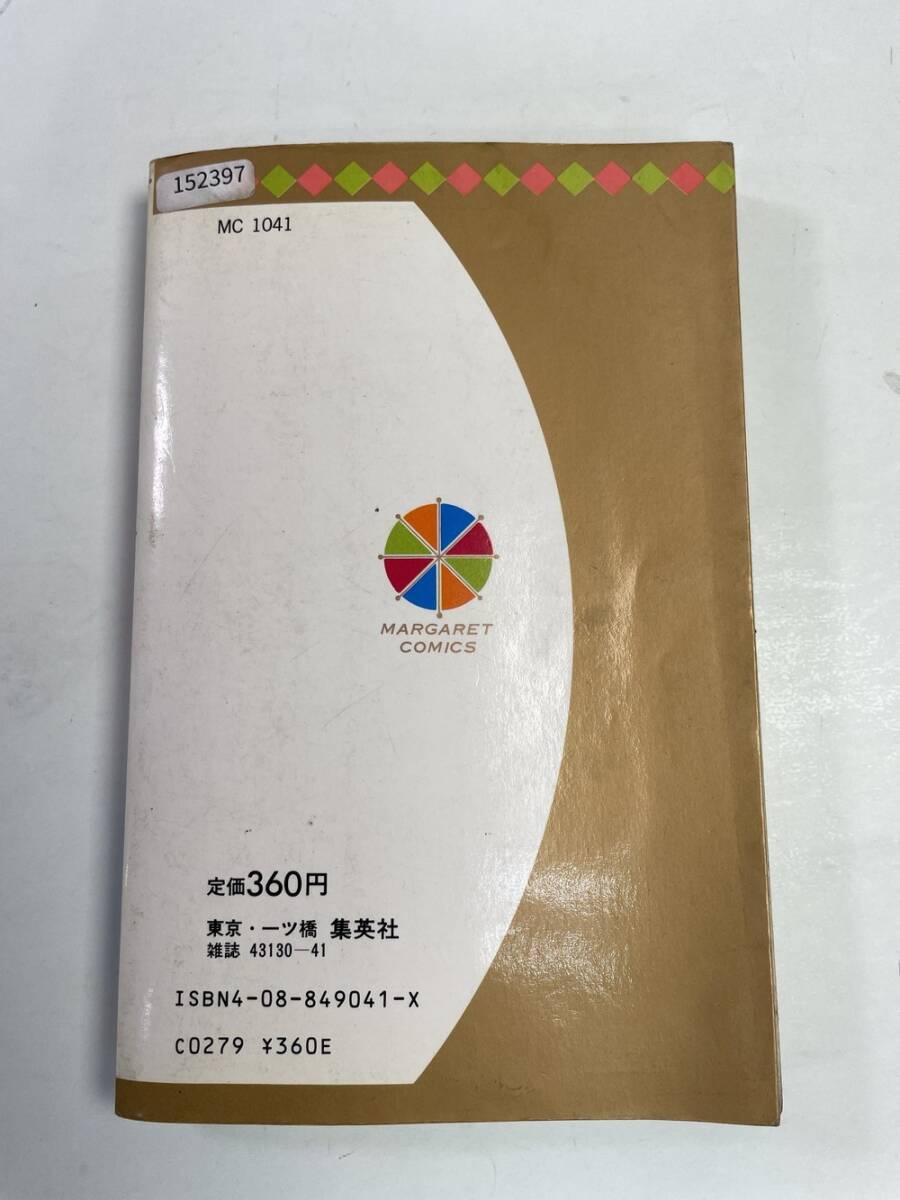 152397
MC 1041
MARGARET
COMICS
定価360円
東京・一ツ橋 集英社
雑誌 43130—41
ISBN4-08-849041-X
C0279 ¥360E